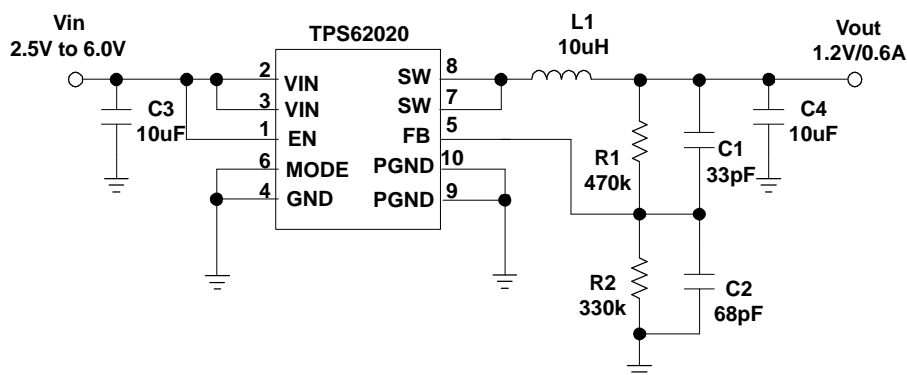 Vin
2.5V to 6.0V
TPS62020
L1
10uH
Vout
1.2V/0.6A
2
VIN
SW
8
3
VIN
SW
7
1
EN
FB
5
6
MODE
PGND
10
4
GND
PGND
9
C3
10uF
R1
470k
C1
33pF
C4
10uF
R2
330k
C2
68pF